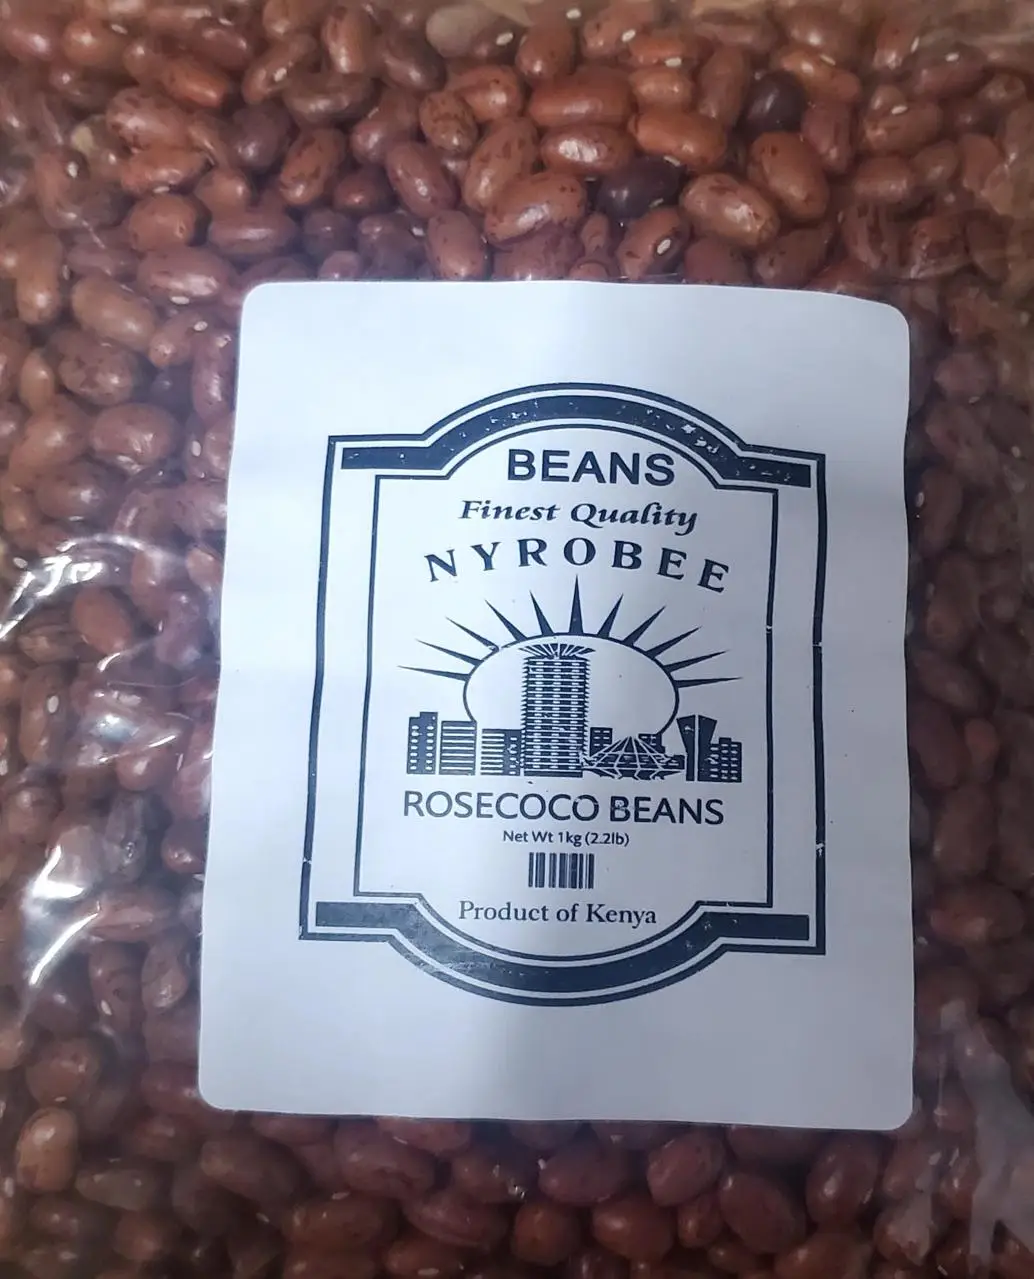 BEANS
Finest Quality
NYROBEE
ROSECOCO BEANS
Net Wt 1kg (2.2lb)
Product of Kenya